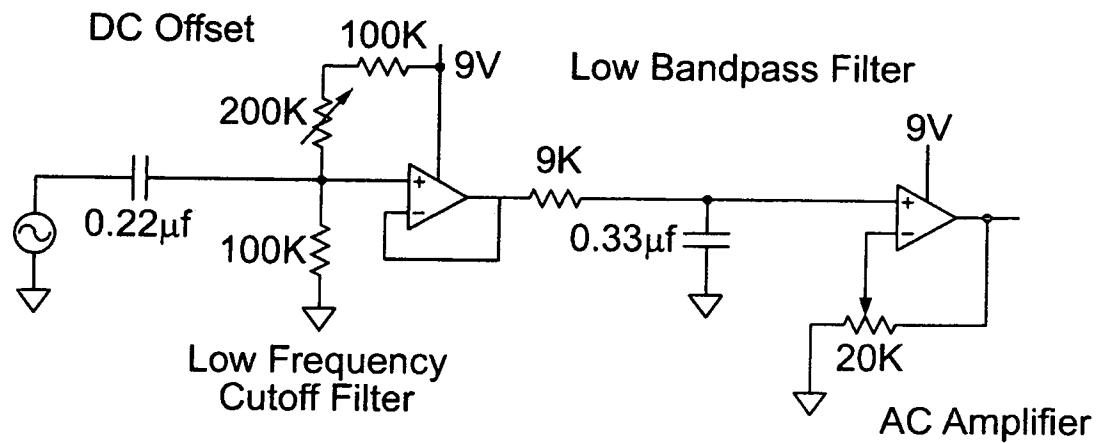 DC Offset
100K
9V
Low Bandpass Filter
200K
9V
+
−
9K
+
−
0.22μf
100K
0.33μf
20K
Low Frequency
Cutoff Filter
AC Amplifier